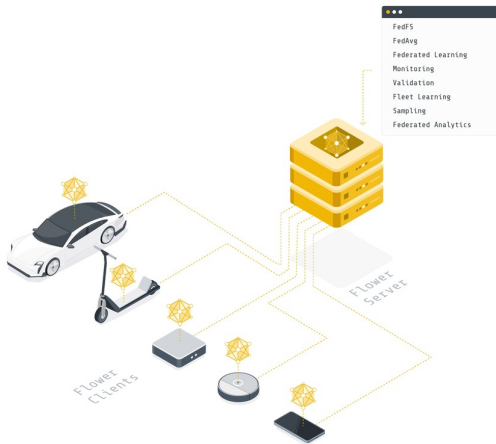 FedFS
FedAvg
Federated Learning
Monitoring
Validation
Fleet Learning
Sampling
Federated Analytics
Flower
Server
Flower
Clients